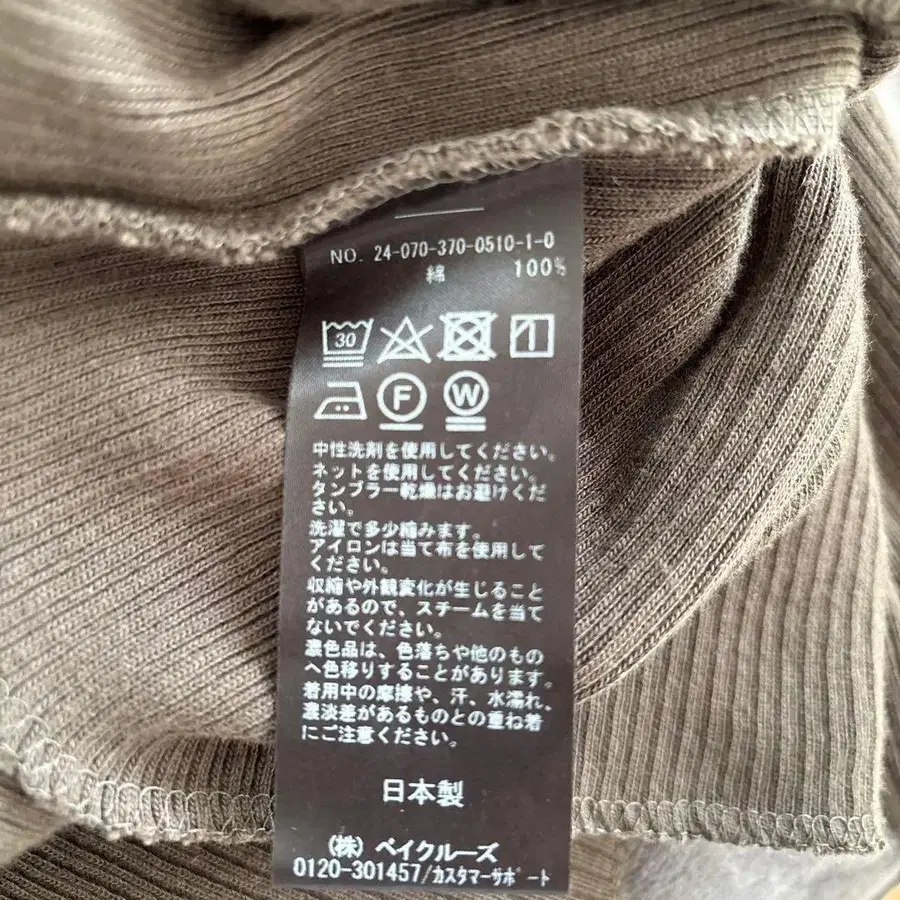 NO. 24-070-370-0510-1-0
綿 100%
30
F W
中性洗剤を使用してください。
ネットを使用してください。
タンブラー乾燥はお避けくだ
さい。
洗濯で多少縮みます。
アイロンは当て布を使用して
ください。
収縮や外観変化が生じること
があるので、スチームを当て
ないでください。
濃色品は、色落ちや他のもの
へ色移りすることがあります。
着用中の摩擦や、汗、水濡れ、
濃淡差があるものとの重ね着
にご注意ください。
日本製
(株) ベイクルーズ
0120-301457/カスタマーサポート